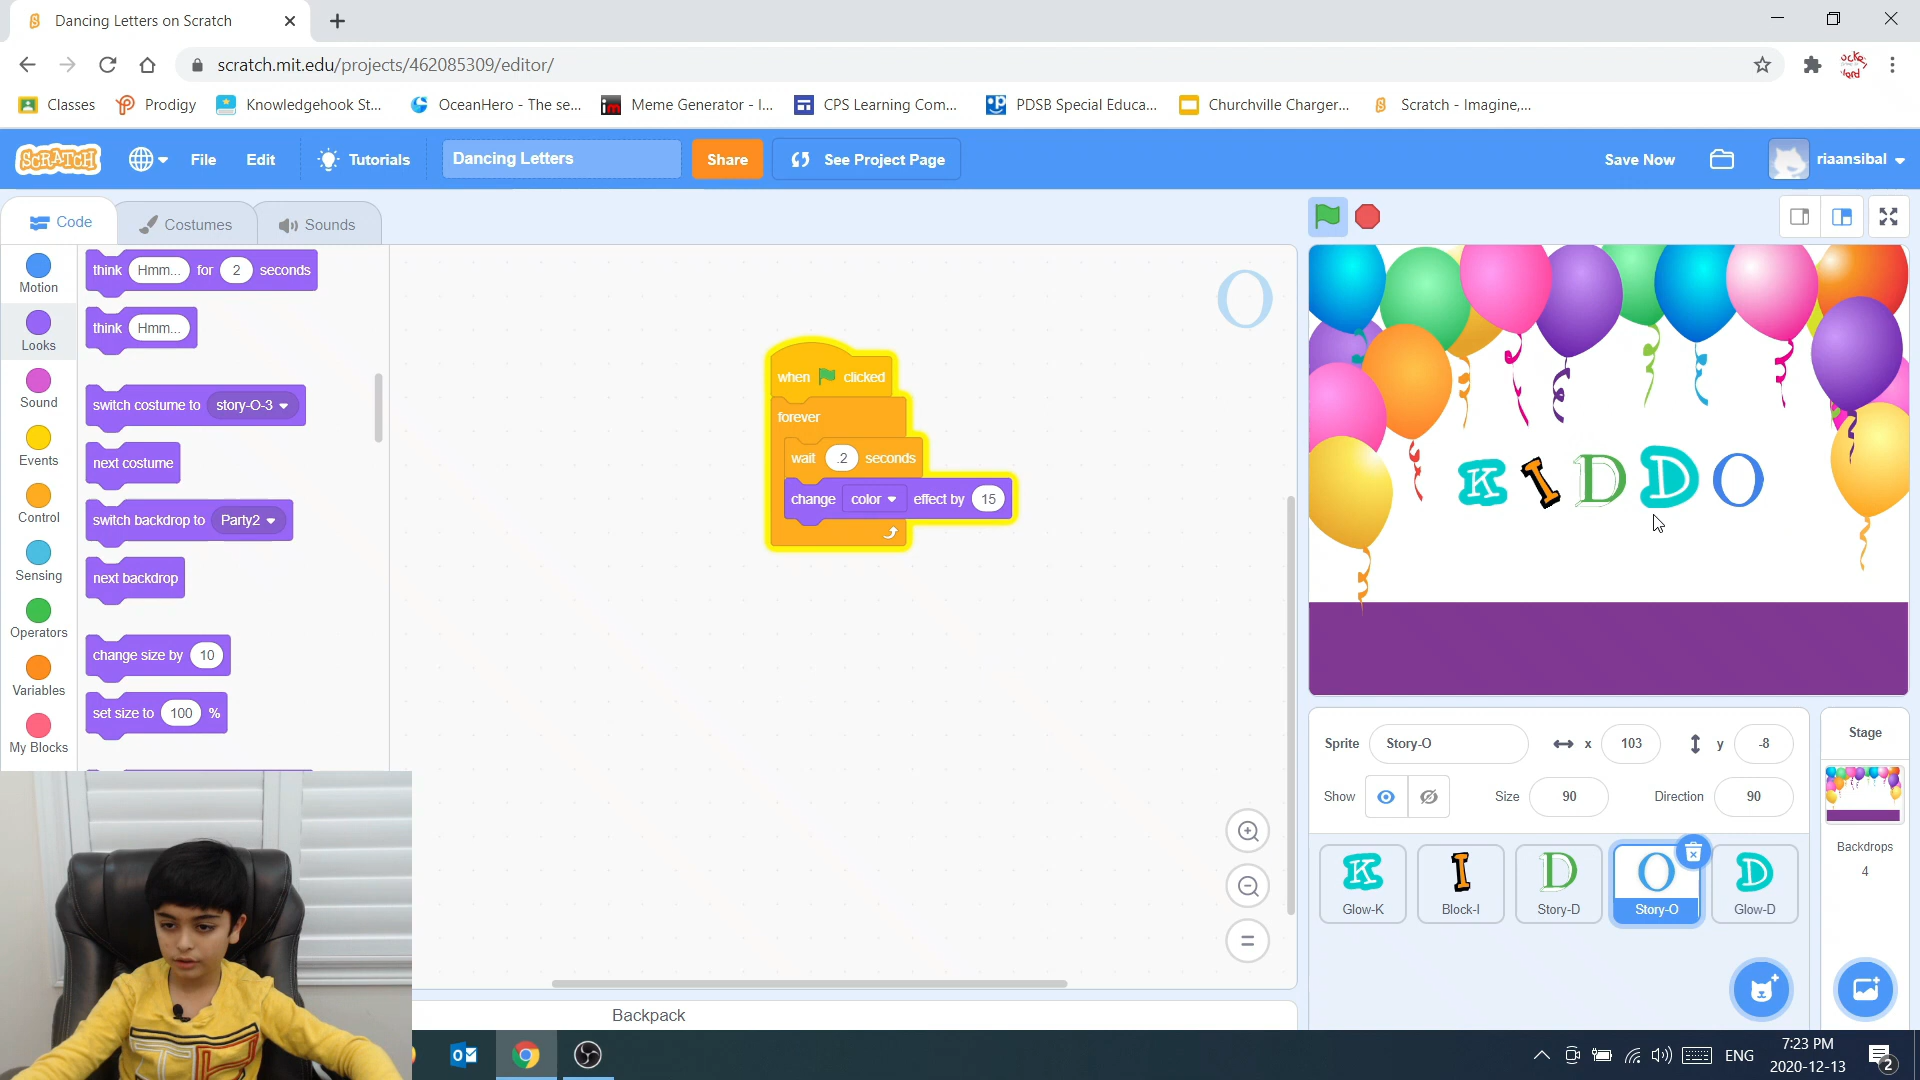 Dancing Letters on Scratch
scratch.mit.edu/projects/462085309/editor/
Classes
Prodigy
Knowledgehook St...
OceanHero - The se...
Meme Generator - I...
CPS Learning Com...
PDSB Special Educa...
Churchville Charger...
Scratch - Imagine,...
SCRATCH
File
Edit
Tutorials
Dancing Letters
Share
See Project Page
Save Now
riaansibal
Code
Costumes
Sounds
Motion
Looks
Sound
Events
Control
Sensing
Operators
Variables
My Blocks
think Hmm... for 2 seconds
think Hmm...
switch costume to story-O-3
next costume
switch backdrop to Party2
next backdrop
change size by 10
set size to 100 %
when clicked
forever
wait .2 seconds
change color effect by 15
O
K I D D O
Sprite Story-O x 103 y -8
Show Size 90 Direction 90
K
Glow-K
I
Block-I
D
Story-D
O
Story-O
D
Glow-D
Stage
Backdrops
4
Backpack
ENG
7:23 PM
2020-12-13
2